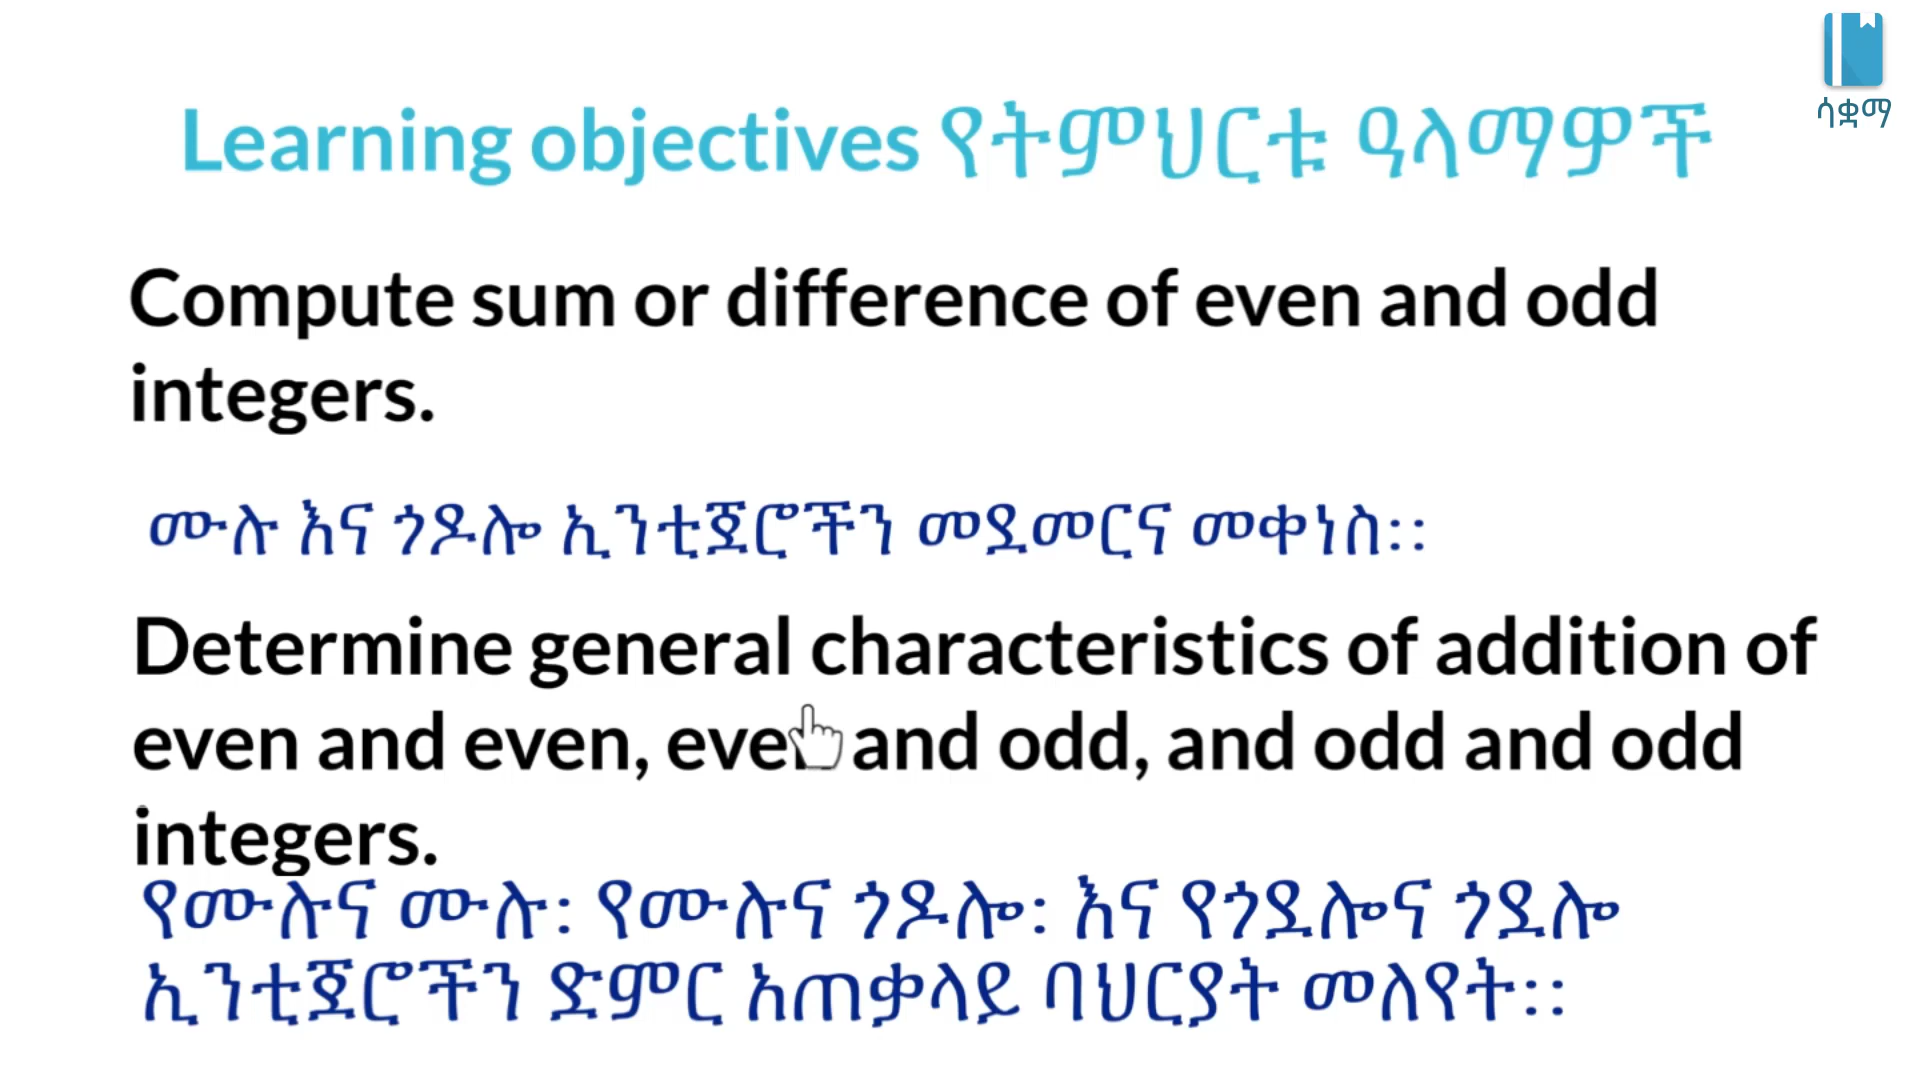 ሳቋማ
Learning objectives የትምህርቱ ዓላማዎች
Compute sum or difference of even and odd
integers.
ሙሉ እና ጎዶሎ ኢንቲጀሮችን መደመርና መቀነስ፡፡
Determine general characteristics of addition of
even and even, even and odd, and odd and odd
integers.
የሙሉና ሙሉ፡ የሙሉና ጎዶሎ፡ እና የጎደሎና ጎደሎ
ኢንቲጀሮችን ድምር አጠቃላይ ባህርያት መለየት፡፡